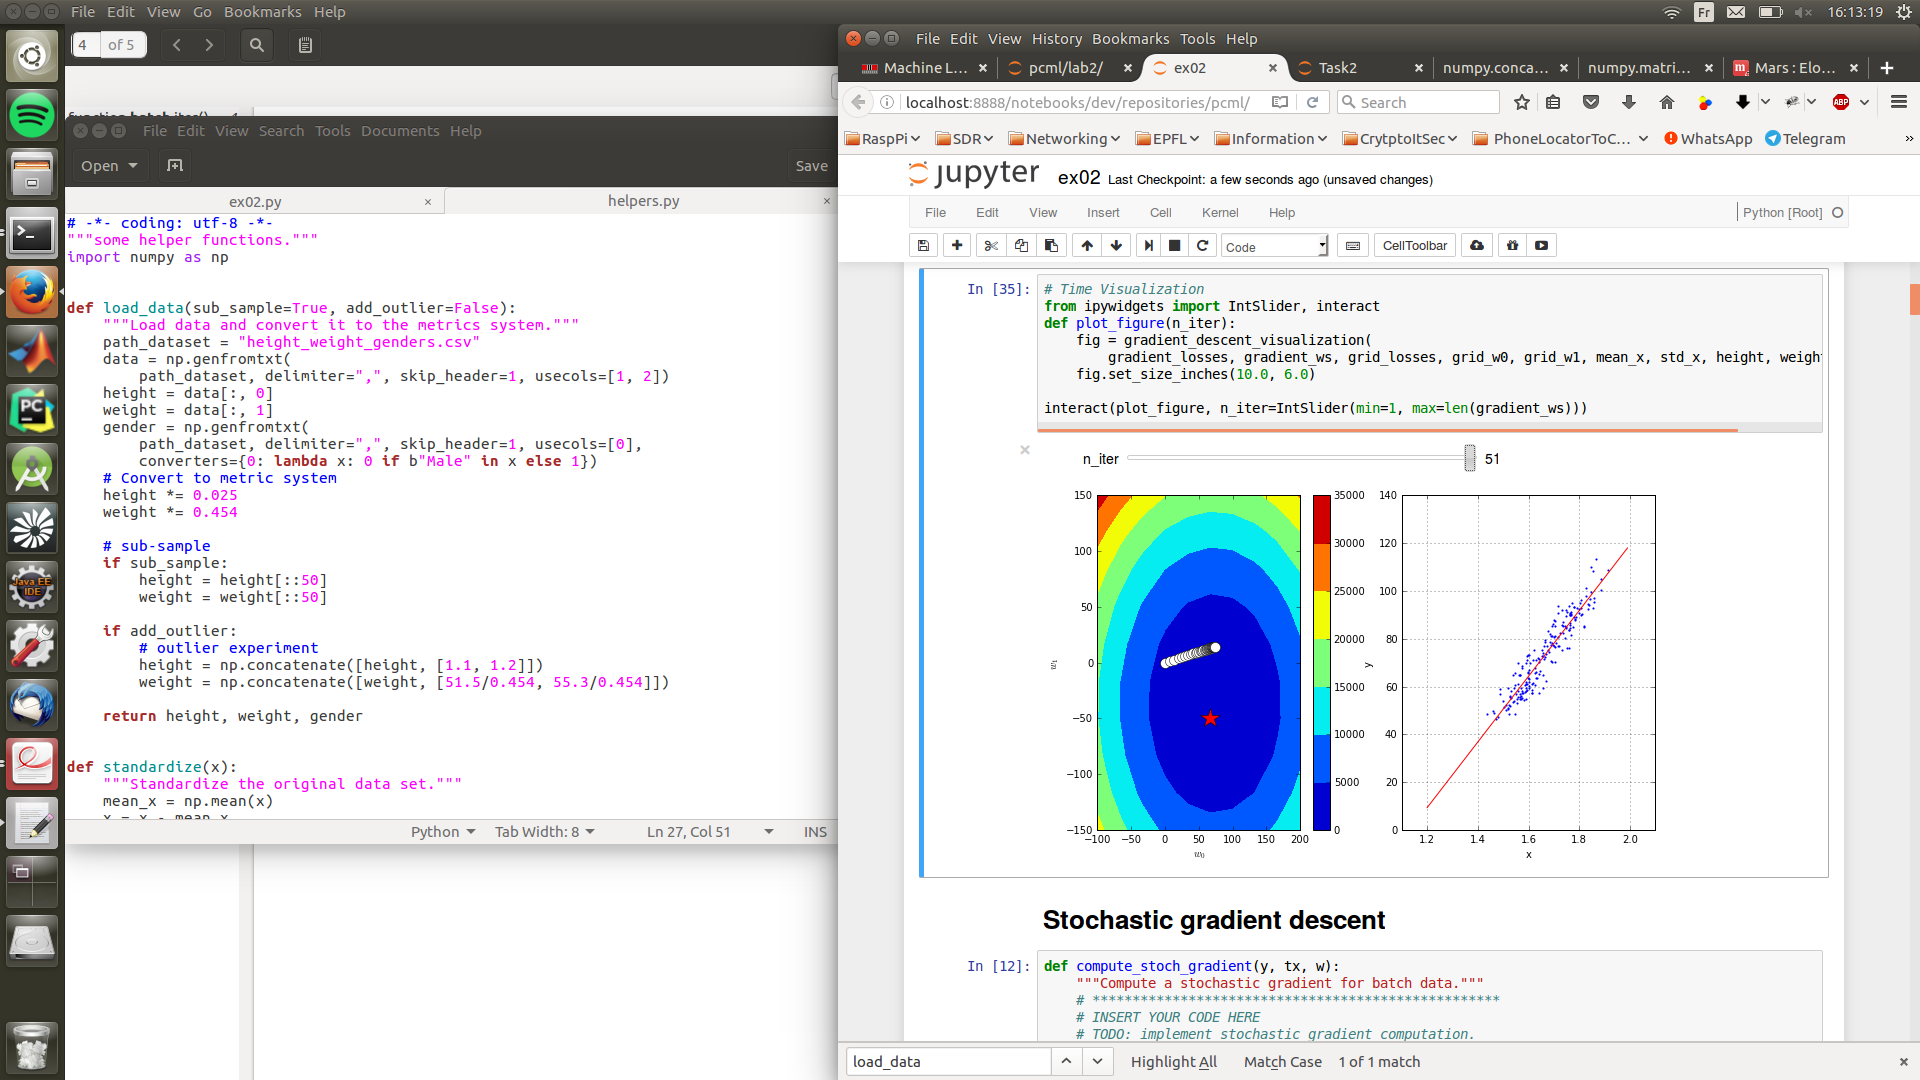 File Edit View Go Bookmarks Help
Fr 16:13:19
4 of 5
File Edit View Search Tools Documents Help
Open Save
ex02.py × helpers.py ×
# -*- coding: utf-8 -*-
"""some helper functions."""
import numpy as np
def load_data(sub_sample=True, add_outlier=False):
"""Load data and convert it to the metrics system."""
path_dataset = "height_weight_genders.csv"
data = np.genfromtxt(
path_dataset, delimiter=",", skip_header=1, usecols=[1, 2])
height = data[:, 0]
weight = data[:, 1]
gender = np.genfromtxt(
path_dataset, delimiter=",", skip_header=1, usecols=[0],
converters={0: lambda x: 0 if b"Male" in x else 1})
# Convert to metric system
height *= 0.025
weight *= 0.454
# sub-sample
if sub_sample:
height = height[::50]
weight = weight[::50]
if add_outlier:
# outlier experiment
height = np.concatenate([height, [1.1, 1.2]])
weight = np.concatenate([weight, [51.5/0.454, 55.3/0.454]])
return height, weight, gender
def standardize(x):
"""Standardize the original data set."""
mean_x = np.mean(x)
x = x - mean_x
Python Tab Width: 8 Ln 27, Col 51 INS
PC
Java EE
IDE
File Edit View History Bookmarks Tools Help
Machine L... × pcml/lab2/ × ex02 × Task2 × numpy.conca... × numpy.matri... × Mars : Elo... ×
localhost:8888/notebooks/dev/repositories/pcml/ Search ABP
RaspPi SDR Networking EPFL Information CrytptoItSec PhoneLocatorToC... WhatsApp Telegram »
jupyter ex02 Last Checkpoint: a few seconds ago (unsaved changes)
File Edit View Insert Cell Kernel Help Python [Root]
Code CellToolbar
In [35]:
# Time Visualization
from ipywidgets import IntSlider, interact
def plot_figure(n_iter):
fig = gradient_descent_visualization(
gradient_losses, gradient_ws, grid_losses, grid_w0, grid_w1, mean_x, std_x, height, weight
fig.set_size_inches(10.0, 6.0)
interact(plot_figure, n_iter=IntSlider(min=1, max=len(gradient_ws)))
n_iter 51
150
100
50
0
−50
−100
−150
−100 −50 0 50 100 150 200
w0
w1
35000
30000
25000
20000
15000
10000
5000
0
140
120
100
80
60
40
20
0
y
1.2 1.4 1.6 1.8 2.0
x
Stochastic gradient descent
In [12]:
def compute_stoch_gradient(y, tx, w):
"""Compute a stochastic gradient for batch data."""
# ***************************************************
# INSERT YOUR CODE HERE
# TODO: implement stochastic gradient computation.
load_data Highlight All Match Case 1 of 1 match ×